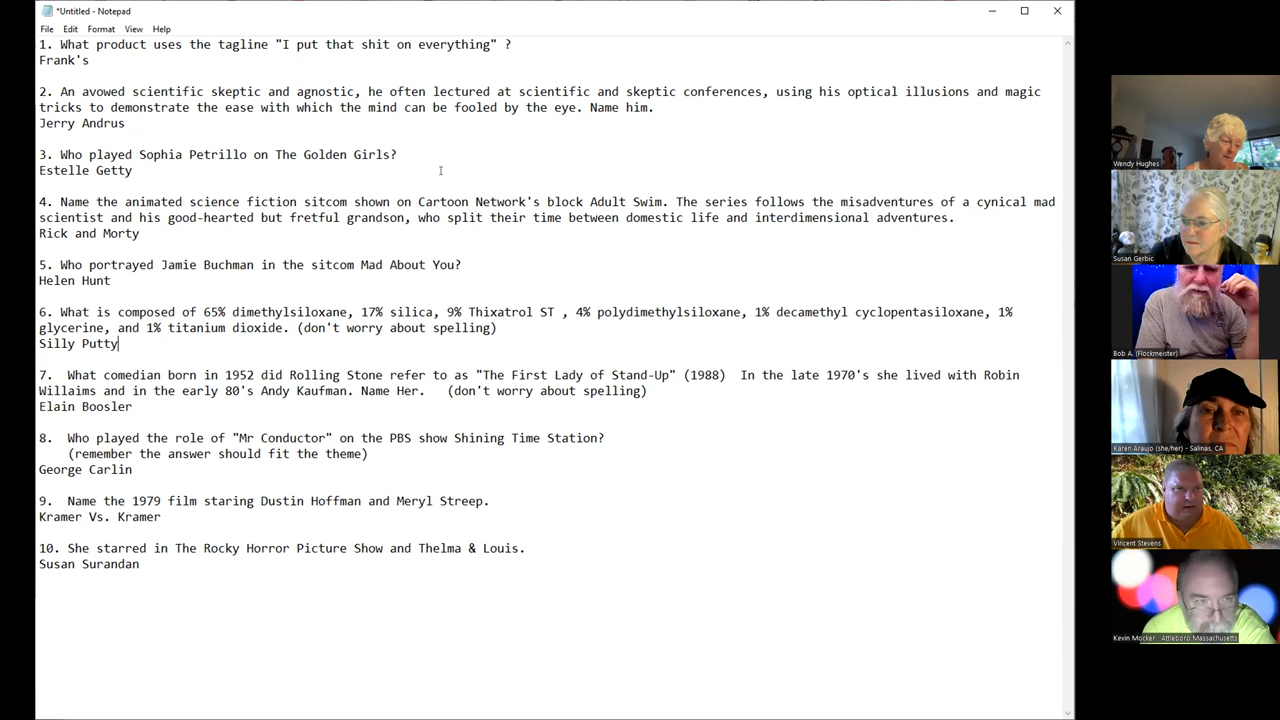 *Untitled - Notepad
File Edit Format View Help
1. What product uses the tagline "I put that shit on everything" ?
Frank's
2. An avowed scientific skeptic and agnostic, he often lectured at scientific and skeptic conferences, using his optical illusions and magic
tricks to demonstrate the ease with which the mind can be fooled by the eye. Name him.
Jerry Andrus
3. Who played Sophia Petrillo on The Golden Girls?
Estelle Getty
4. Name the animated science fiction sitcom shown on Cartoon Network's block Adult Swim. The series follows the misadventures of a cynical mad
scientist and his good-hearted but fretful grandson, who split their time between domestic life and interdimensional adventures.
Rick and Morty
5. Who portrayed Jamie Buchman in the sitcom Mad About You?
Helen Hunt
6. What is composed of 65% dimethylsiloxane, 17% silica, 9% Thixatrol ST , 4% polydimethylsiloxane, 1% decamethyl cyclopentasiloxane, 1%
glycerine, and 1% titanium dioxide. (don't worry about spelling)
Silly Putty
7. What comedian born in 1952 did Rolling Stone refer to as "The First Lady of Stand-Up" (1988) In the late 1970's she lived with Robin
Willaims and in the early 80's Andy Kaufman. Name Her. (don't worry about spelling)
Elain Boosler
8. Who played the role of "Mr Conductor" on the PBS show Shining Time Station?
(remember the answer should fit the theme)
George Carlin
9. Name the 1979 film staring Dustin Hoffman and Meryl Streep.
Kramer Vs. Kramer
10. She starred in The Rocky Horror Picture Show and Thelma & Louis.
Susan Surandan
Wendy Hughes
Susan Gerbic
Bob A. (Flockmeister)
Karen Araujo (she/her) - Salinas, CA
Vincent Stevens
Kevin Mocker - Attleboro Massachusetts